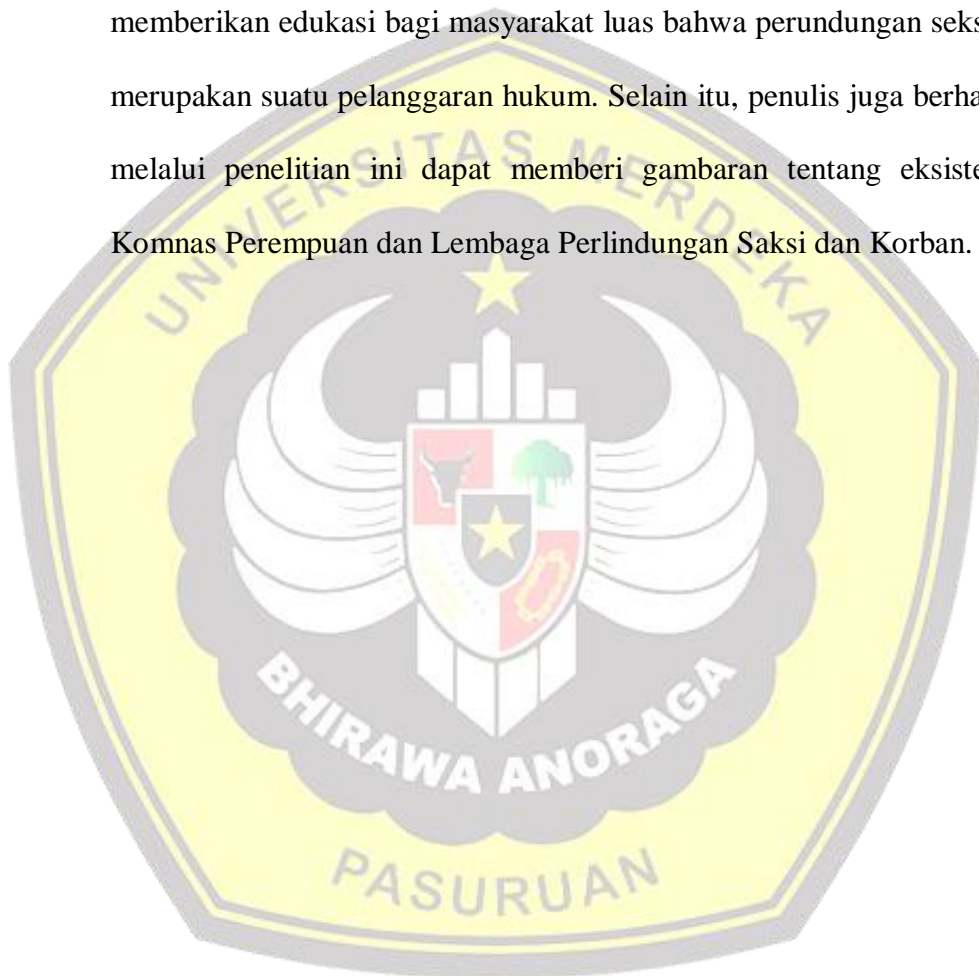 memberikan edukasi bagi masyarakat luas bahwa perundungan seks
merupakan suatu pelanggaran hukum. Selain itu, penulis juga berha
melalui penelitian ini dapat memberi gambaran tentang eksiste
Komnas Perempuan dan Lembaga Perlindungan Saksi dan Korban.
UNIVERSITAS MERDEKA
BHIRAWA ANORAGA
PASURUAN